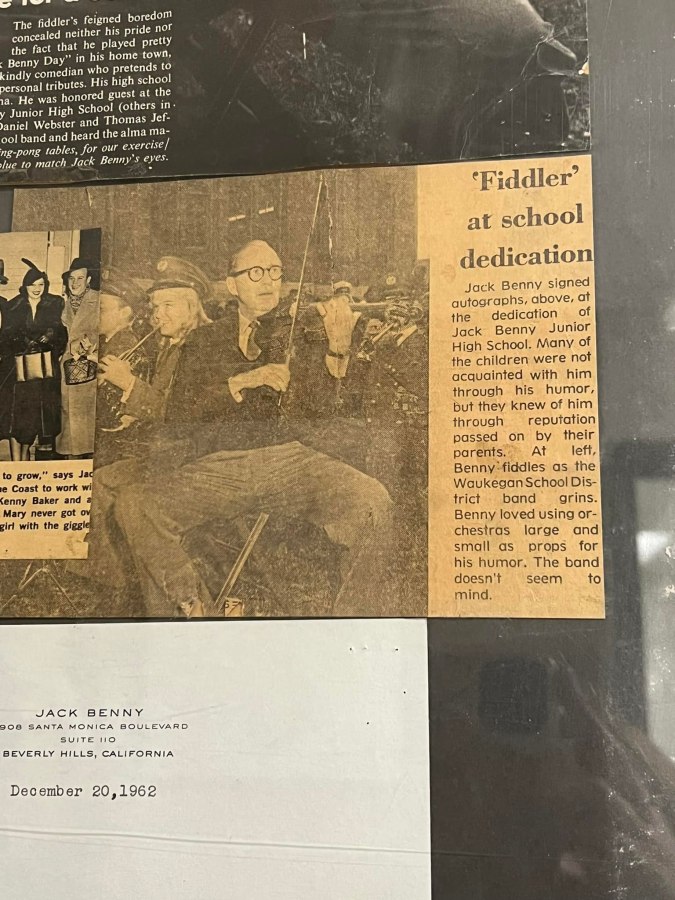 The fiddler's feigned boredom
concealed neither his pride nor
the fact that he played pretty
Benny Day" in his home town,
kindly comedian who pretends to
personal tributes. His high school
He was honored guest at the
Junior High School (others in
Daniel Webster and Thomas Jef-
band and heard the alma ma-
ng-pong tables, for our exercise/
blue to match Jack Benny's eyes.
'Fiddler'
at school
dedication
Jack Benny signed
autographs, above, at
the dedication of
Jack Benny Junior
High School. Many of
the children were not
acquainted with him
through his humor,
but they knew of him
through reputation
passed on by their
parents. At left,
Benny fiddles as the
Waukegan School Dis-
trict band grins.
Benny loved using or-
chestras large and
small as props for
his humor. The band
doesn't seem to
mind.
to grow," says Jac
e Coast to work wi
Kenny Baker and a
Mary never got ov
girl with the giggle
JACK BENNY
908 SANTA MONICA BOULEVARD
SUITE 110
BEVERLY HILLS, CALIFORNIA
December 20,1962